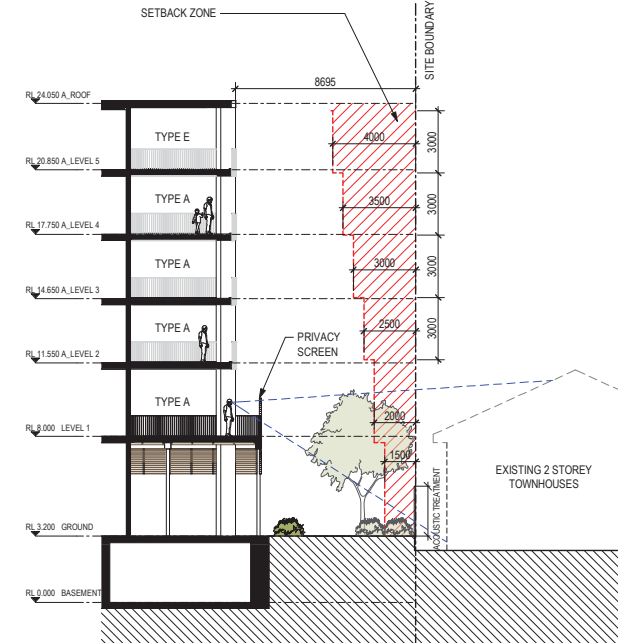 SETBACK ZONE
SITE BOUNDARY
8695
RL 24.050 A_ROOF
TYPE E
4000
3000
RL 20.850 A_LEVEL 5
TYPE A
3500
3000
RL 17.750 A_LEVEL 4
TYPE A
3000
3000
RL 14.650 A_LEVEL 3
TYPE A
2500
3000
PRIVACY
SCREEN
RL 11.550 A_LEVEL 2
TYPE A
2000
RL 8.000 LEVEL 1
1500
EXISTING 2 STOREY
TOWNHOUSES
ACOUSTIC TREATMENT
RL 3.200 GROUND
RL 0.000 BASEMENT